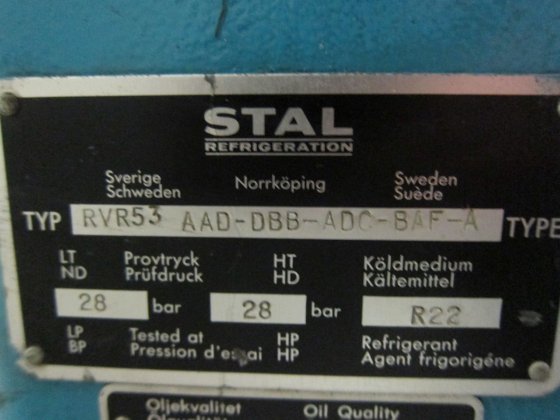 STAL
REFRIGERATION
Sverige Norrköping Sweden
Schweden Suède
TYP RVR53 AAD-DBB-ADC-BAF-A TYPE
LT Provtryck HT Köldmedium
ND Prüfdruck HD Kältemittel
28 bar 28 bar R22
LP Tested at HP Refrigerant
BP Pression d'essai HP Agent frigorigéne
Oljekvalitet Oil Quality